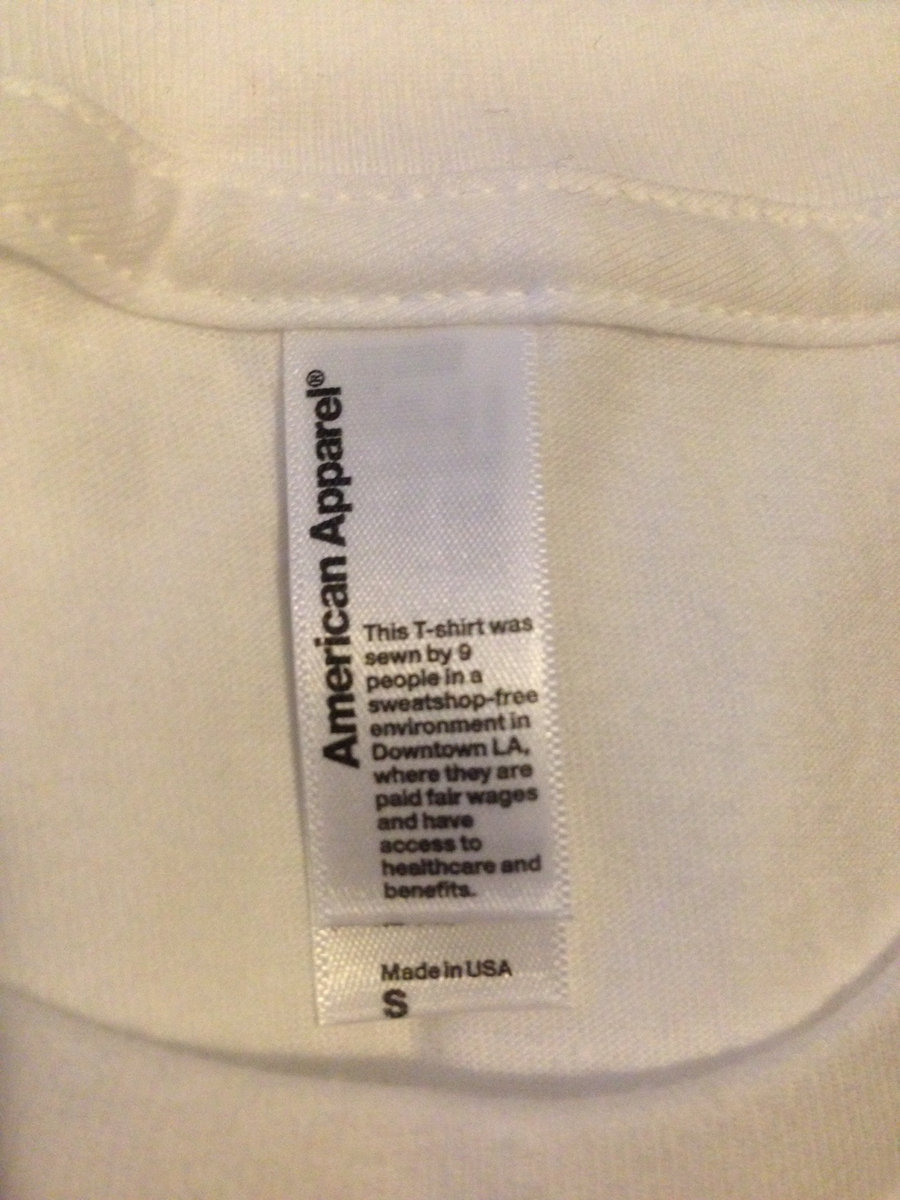 American Apparel®
This T-shirt was
sewn by 9
people in a
sweatshop-free
environment in
Downtown LA,
where they are
paid fair wages
and have
access to
healthcare and
benefits.
Made in USA
S